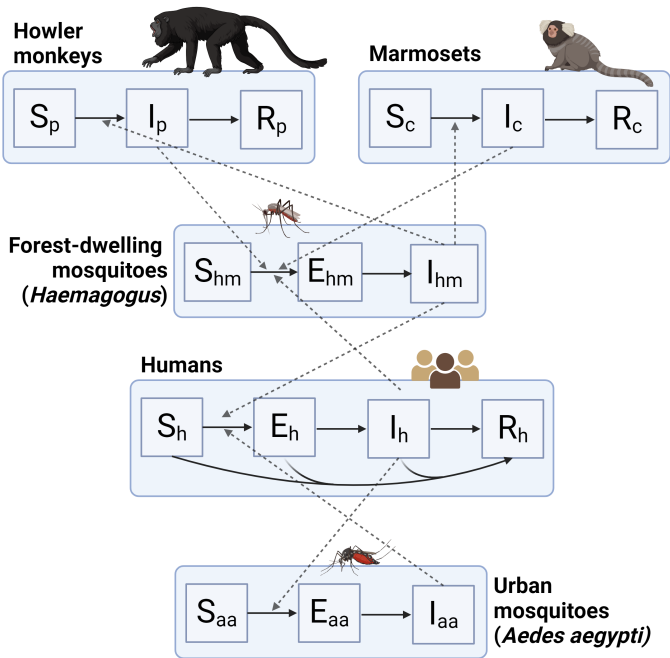 Howler
monkeys
Marmosets
Sp Ip Rp
Sc Ic Rc
Forest-dwelling
mosquitoes
(Haemagogus)
Shm Ehm Ihm
Humans
Sh Eh Ih Rh
Saa Eaa Iaa
Urban
mosquitoes
(Aedes aegypti)